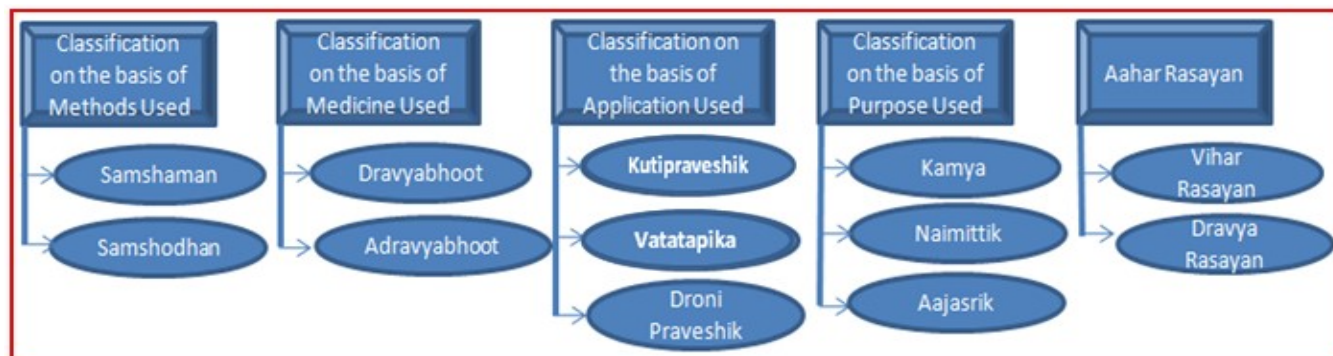 Classification
on the basis of
Methods Used
Samshaman
Samshodhan
Classification
on the basis of
Medicine Used
Dravyabhoot
Adravyabhoot
Classification on
the basis of
Application Used
Kutipraveshik
Vatatapika
Droni
Praveshik
Classification
on the basis of
Purpose Used
Kamya
Naimittik
Aajasrik
Aahar Rasayan
Vihar
Rasayan
Dravya
Rasayan